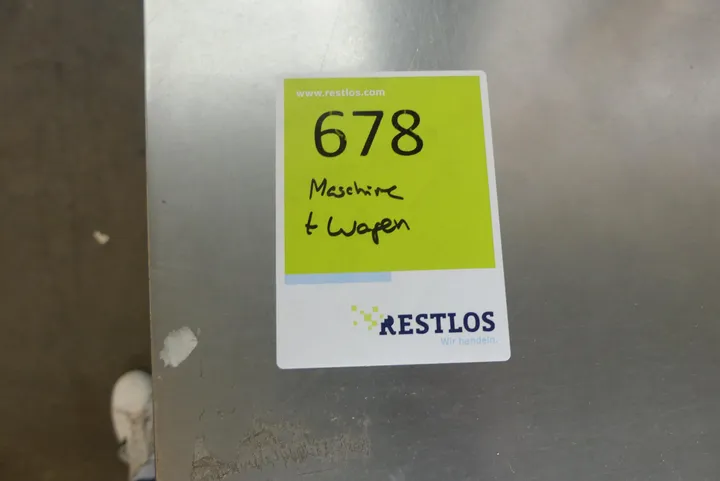 www.restlos.com
678
Maschine
+ Wagen
RESTLOS
Wir handeln.